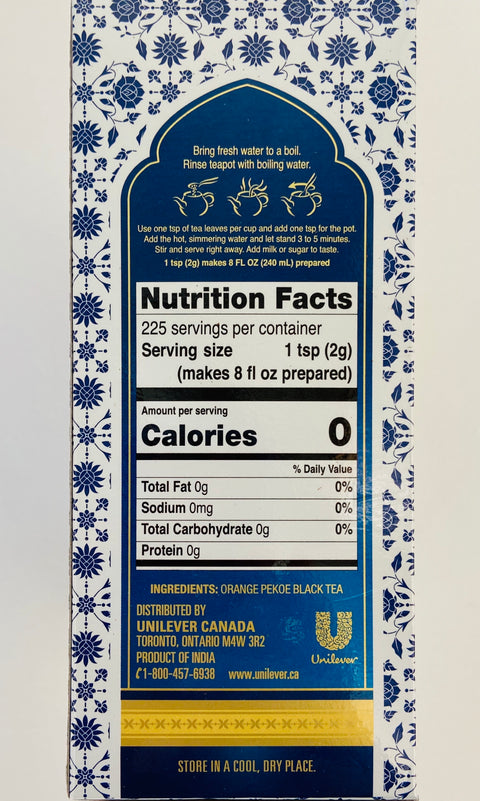 Bring fresh water to a boil.
Rinse teapot with boiling water.
Use one tsp of tea leaves per cup and add one tsp for the pot.
Add the hot, simmering water and let stand 3 to 5 minutes.
Stir and serve right away. Add milk or sugar to taste.
1 tsp (2g) makes 8 FL OZ (240 mL) prepared
Nutrition Facts
225 servings per container
Serving size 1 tsp (2g)
(makes 8 fl oz prepared)
Amount per serving
Calories 0
% Daily Value
Total Fat 0g 0%
Sodium 0mg 0%
Total Carbohydrate 0g 0%
Protein 0g
INGREDIENTS: ORANGE PEKOE BLACK TEA
DISTRIBUTED BY
UNILEVER CANADA
TORONTO, ONTARIO M4W 3R2
PRODUCT OF INDIA
1-800-457-6938 www.unilever.ca
Unilever
STORE IN A COOL, DRY PLACE.